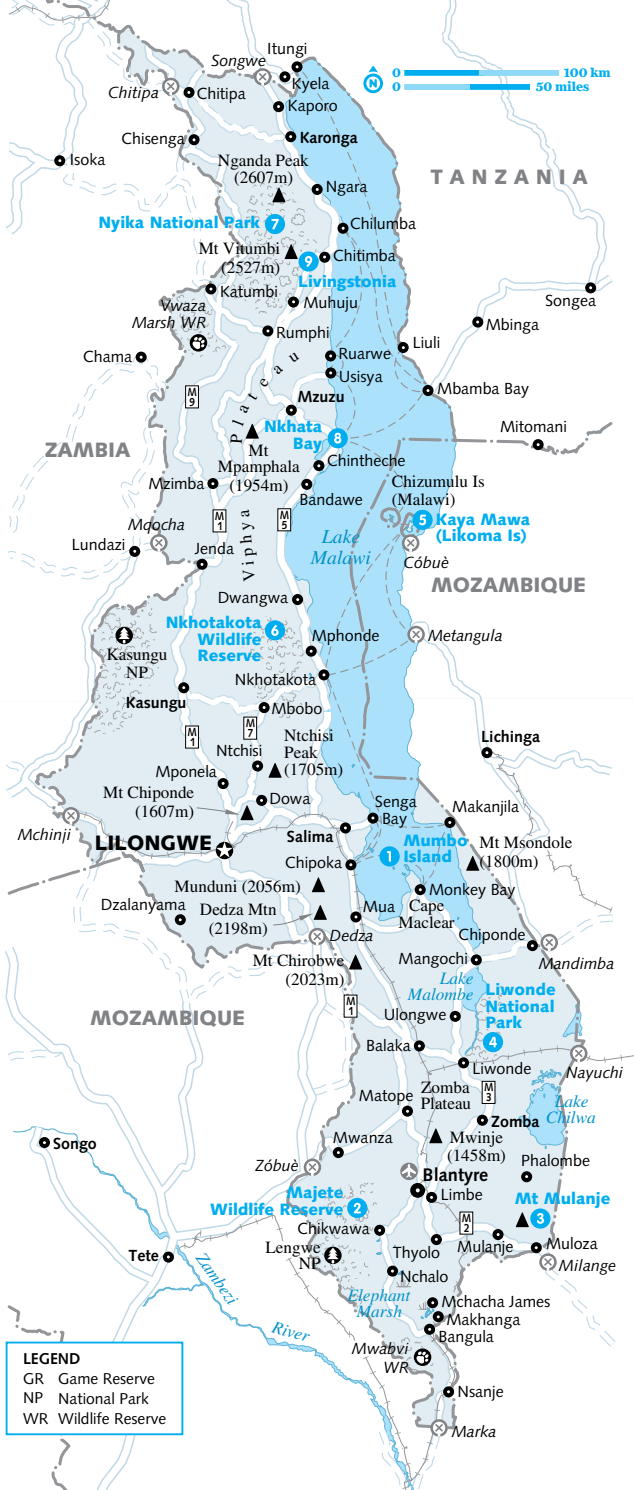 Itungi
Songwe
0 100 km
N
0 50 miles
Kyela
Chitipa
Chitipa
Kaporo
Karonga
Chisenga
Isoka
Nganda Peak
(2607m)
TANZANIA
Ngara
Nyika National Park 7
Chilumba
Mt Vitumbi
(2527m)
9
Chitimba
Livingstonia
Katumbi
Songea
Muhuju
Vwaza
Marsh WR
Mbinga
Rumphi
Liuli
Chama
Ruarwe
Usisya
Mbamba Bay
M
9
Mzuzu
Viphya Plateau
Nkhata
Bay
8
Mitomani
ZAMBIA
Mt
Mpamphala
(1954m)
Chintheche
Mzimba
Chizumulu Is
(Malawi)
Bandawe
M
1
M
5
5
Kaya Mawa
(Likoma Is)
Mqocha
Lake
Malawi
Lundazi
Jenda
Cóbuè
MOZAMBIQUE
Dwangwa
Nkhotakota
Wildlife
Reserve
6
Metangula
Mphonde
Kasungu
NP
Nkhotakota
Kasungu
Mbobo
M
1
M
7
Lichinga
Ntchisi
Ntchisi
Peak
(1705m)
Mponela
Mt Chiponde
(1607m)
Dowa
Senga
Bay
Makanjila
Mchinji
Salima
LILONGWE
1
Mumbo
Island
Mt Msondole
(1800m)
Chipoka
Munduni (2056m)
Monkey Bay
Dzalanyama
Dedza Mtn
(2198m)
Mua
Cape
Maclear
Dedza
Chiponde
Mt Chirobwe
(2023m)
Mangochi
Mandimba
Lake
Malombe
Liwonde
National
Park
4
M
1
MOZAMBIQUE
Ulongwe
Balaka
Liwonde
Nayuchi
Matope
Zomba
Plateau
M
3
Lake
Chilwa
Zomba
Songo
Mwanza
Mwinje
(1458m)
Zóbuè
Phalombe
Blantyre
Majete
Wildlife Reserve 2
Limbe
Mt Mulanje
3
Chikwawa
M
2
Lengwe
NP
Thyolo
Mulanje
Muloza
Tete
Milange
Nchalo
Zambezi
River
Elephant
Marsh
Mchacha James
Makhanga
Bangula
Mwabvi
WR
LEGEND
GR Game Reserve
NP National Park
WR Wildlife Reserve
Nsanje
Marka